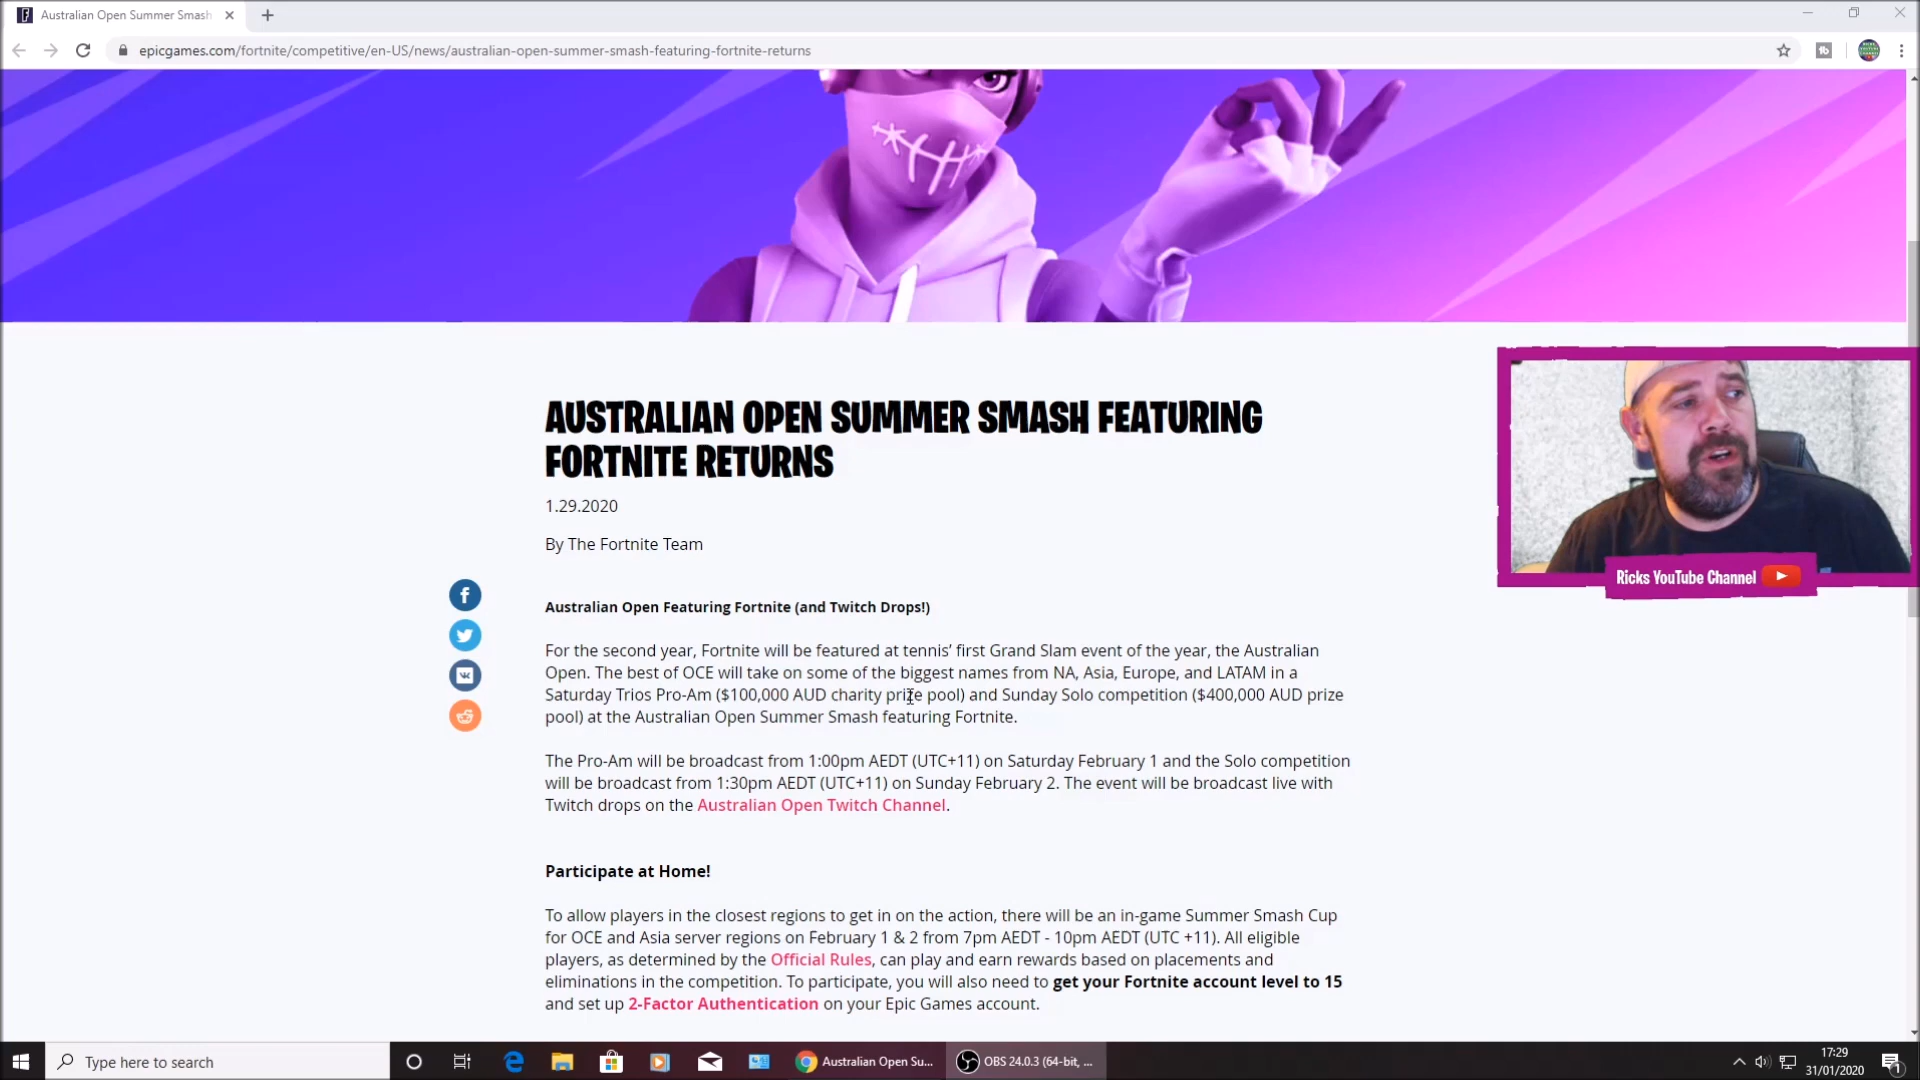 Australian Open Summer Smash
epicgames.com/fortnite/competitive/en-US/news/australian-open-summer-smash-featuring-fortnite-returns
AUSTRALIAN OPEN SUMMER SMASH FEATURING
FORTNITE RETURNS
1.29.2020
By The Fortnite Team
Australian Open Featuring Fortnite (and Twitch Drops!)
For the second year, Fortnite will be featured at tennis’ first Grand Slam event of the year, the Australian
Open. The best of OCE will take on some of the biggest names from NA, Asia, Europe, and LATAM in a
Saturday Trios Pro-Am ($100,000 AUD charity prize pool) and Sunday Solo competition ($400,000 AUD prize
pool) at the Australian Open Summer Smash featuring Fortnite.
The Pro-Am will be broadcast from 1:00pm AEDT (UTC+11) on Saturday February 1 and the Solo competition
will be broadcast from 1:30pm AEDT (UTC+11) on Sunday February 2. The event will be broadcast live with
Twitch drops on the Australian Open Twitch Channel.
Participate at Home!
To allow players in the closest regions to get in on the action, there will be an in-game Summer Smash Cup
for OCE and Asia server regions on February 1 & 2 from 7pm AEDT - 10pm AEDT (UTC +11). All eligible
players, as determined by the Official Rules, can play and earn rewards based on placements and
eliminations in the competition. To participate, you will also need to get your Fortnite account level to 15
and set up 2-Factor Authentication on your Epic Games account.
Ricks YouTube Channel
Type here to search
Australian Open Su...
OBS 24.0.3 (64-bit, ...
17:29
31/01/2020
1